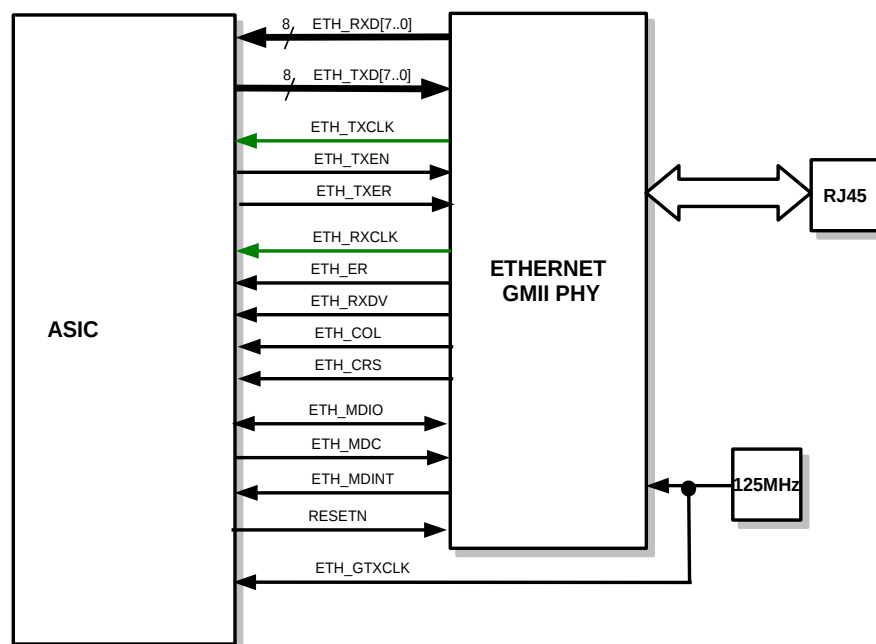 8 ETH_RXD[7..0]
8 ETH_TXD[7..0]
ETH_TXCLK
ETH_TXEN
ETH_TXER
ETH_RXCLK
ETH_ER
ETH_RXDV
ETH_COL
ETH_CRS
ETH_MDIO
ETH_MDC
ETH_MDINT
RESETN
ETH_GTXCLK
ASIC
ETHERNET
GMII PHY
RJ45
125MHz